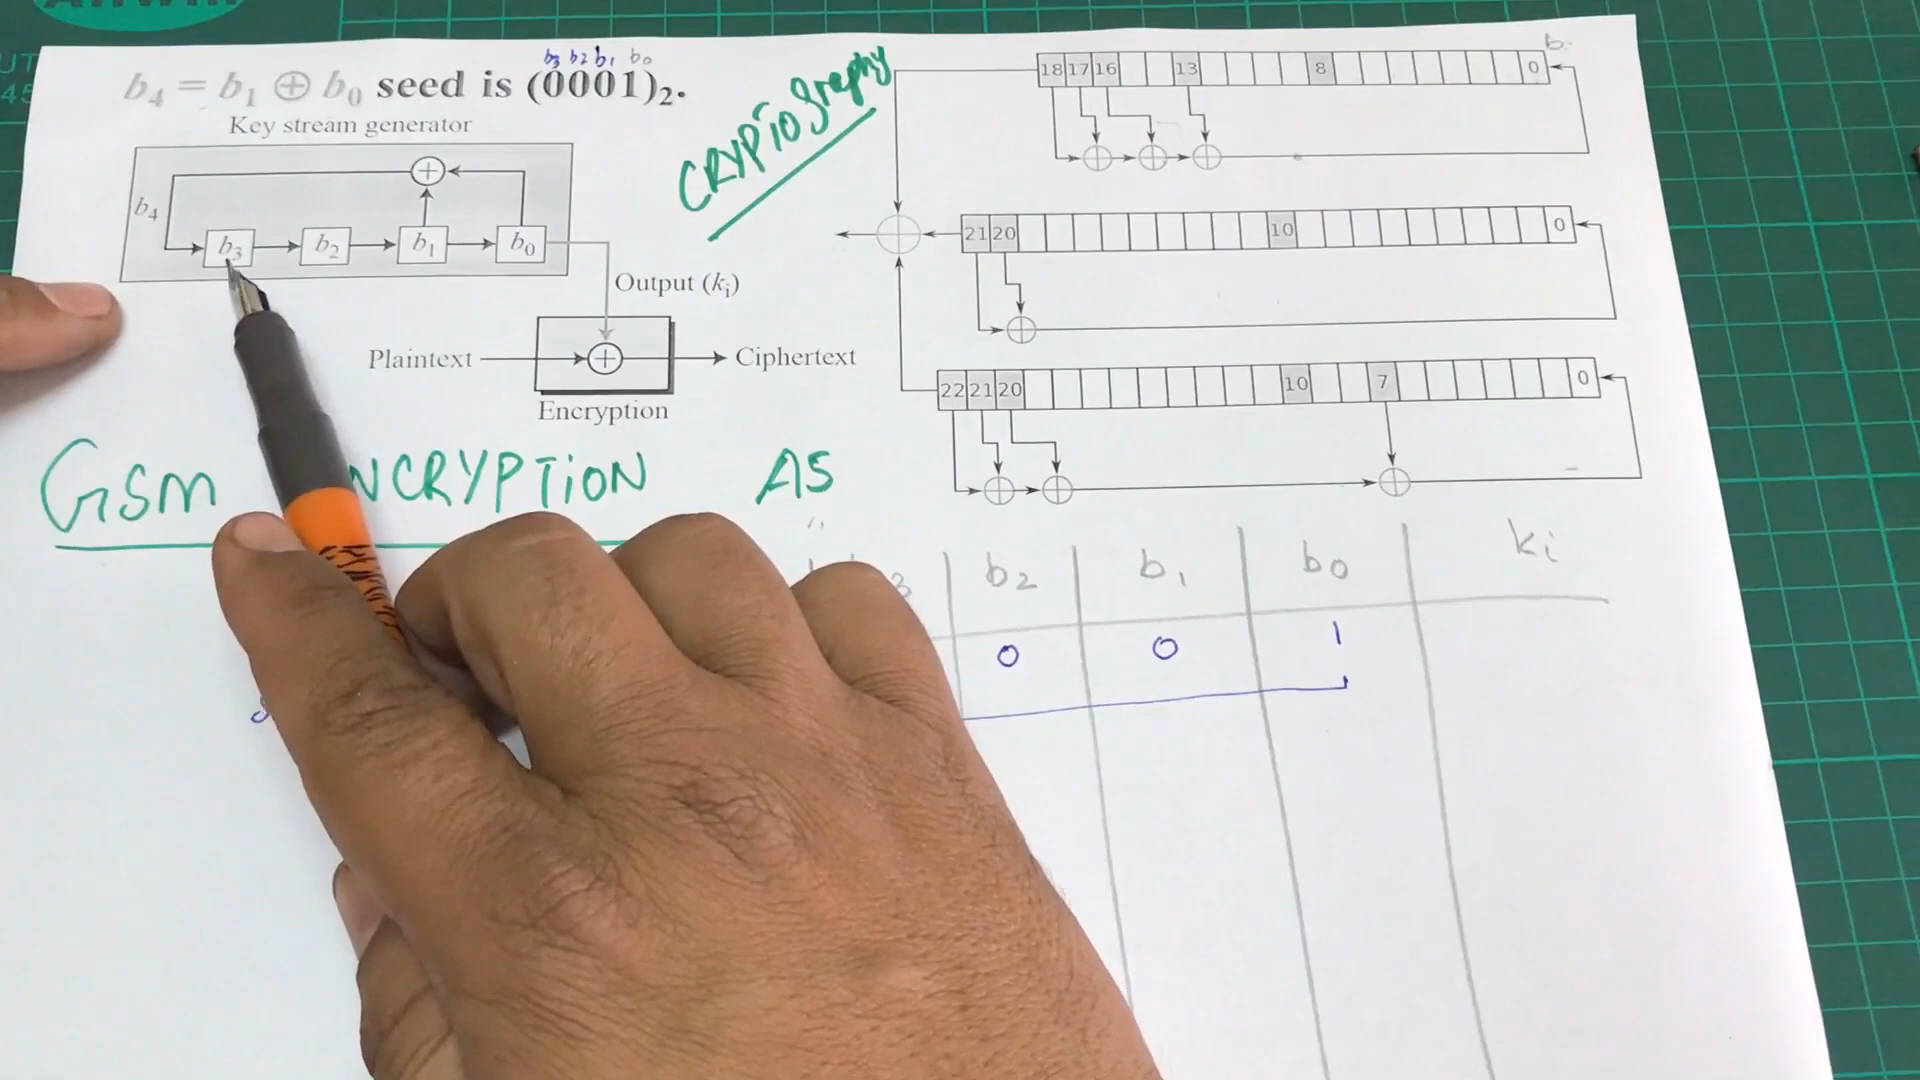 b3 b2 b1 b0
b4 = b1 ⊕ b0 seed is (0001)2.
Key stream generator
b4
b3 b2 b1 b0
Output (ki)
Plaintext
Ciphertext
Encryption
CRYPTOGraphy
18 17 16 13 8 0
21 20 10 0
22 21 20 10 7 0
GSM NCRYPTION A5
b2 b1 b0 ki
0 0 1